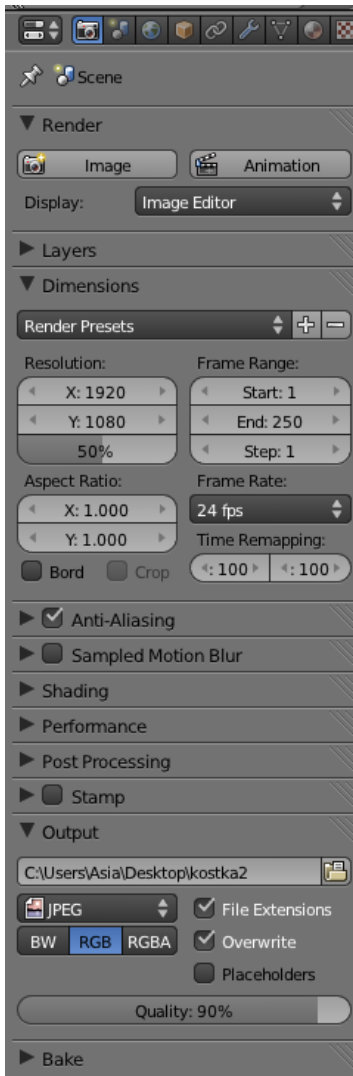 Scene
Render
Image Animation
Display: Image Editor
Layers
Dimensions
Render Presets
Resolution: Frame Range:
X: 1920 Start: 1
Y: 1080 End: 250
50% Step: 1
Aspect Ratio: Frame Rate:
X: 1.000 24 fps
Y: 1.000 Time Remapping:
Bord Crop : 100 : 100
Anti-Aliasing
Sampled Motion Blur
Shading
Performance
Post Processing
Stamp
Output
C:\Users\Asia\Desktop\kostka2
JPEG File Extensions
BW RGB RGBA Overwrite
Placeholders
Quality: 90%
Bake